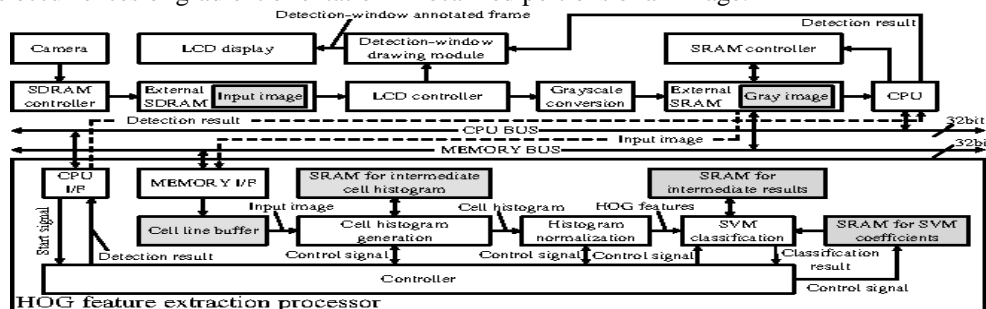 Detection-window annotated frame
Detection result
Camera
LCD display
Detection-window
drawing module
SRAM controller
SDRAM
controller
External
SDRAM
Input image
LCD controller
Grayscale
conversion
External
SRAM
Gray image
CPU
Detection result
CPU BUS
32bit
Input image
MEMORY BUS
32bit
CPU
I/F
MEMORY I/F
SRAM for intermediate
cell histogram
SRAM for
intermediate results
Start signal
Input image
Cell histogram
HOG features
Cell line buffer
Cell histogram
generation
Histogram
normalization
SVM
classification
SRAM for SVM
coefficients
Detection result
Control signal
Control signal
Control signal
Classification
result
Controller
Control signal
HOG feature extraction processor